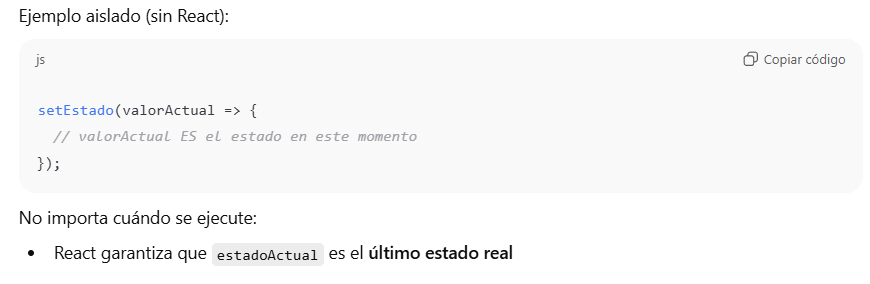 Ejemplo aislado (sin React):
js
Copiar código
setEstado(valorActual => {
// valorActual ES el estado en este momento
});
No importa cuándo se ejecute:
• React garantiza que estadoActual es el último estado real